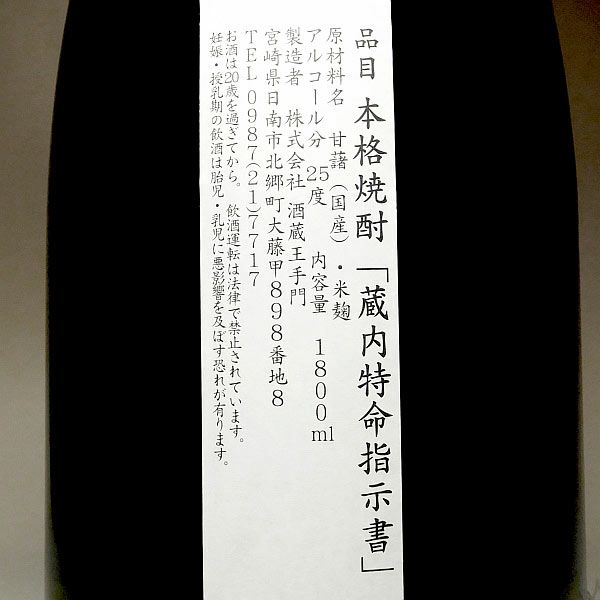 品目 本格焼酎「蔵内特命指示書」
原材料名 甘藷(国産)・米麹
アルコール分 25度 内容量 1800ml
製造者 株式会社 酒蔵王手門
宮崎県日南市北郷町大藤甲898番地8
TEL 0987(21)7717
お酒は20歳を過ぎてから。 飲酒運転は法律で禁止されています。
妊娠・授乳期の飲酒は胎児・乳児に悪影響を及ぼす恐れが有ります。